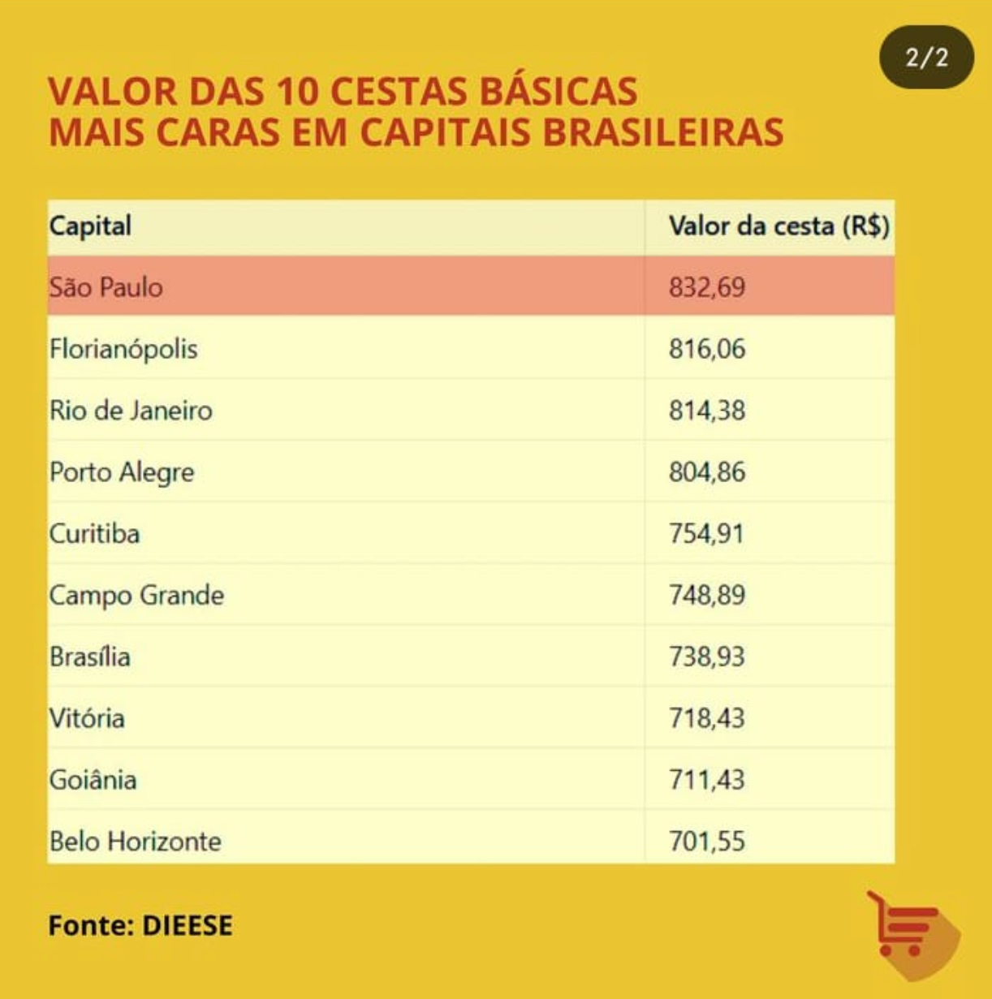 2/2
VALOR DAS 10 CESTAS BÁSICAS
MAIS CARAS EM CAPITAIS BRASILEIRAS
Capital Valor da cesta (R$)
São Paulo 832,69
Florianópolis 816,06
Rio de Janeiro 814,38
Porto Alegre 804,86
Curitiba 754,91
Campo Grande 748,89
Brasília 738,93
Vitória 718,43
Goiânia 711,43
Belo Horizonte 701,55
Fonte: DIEESE